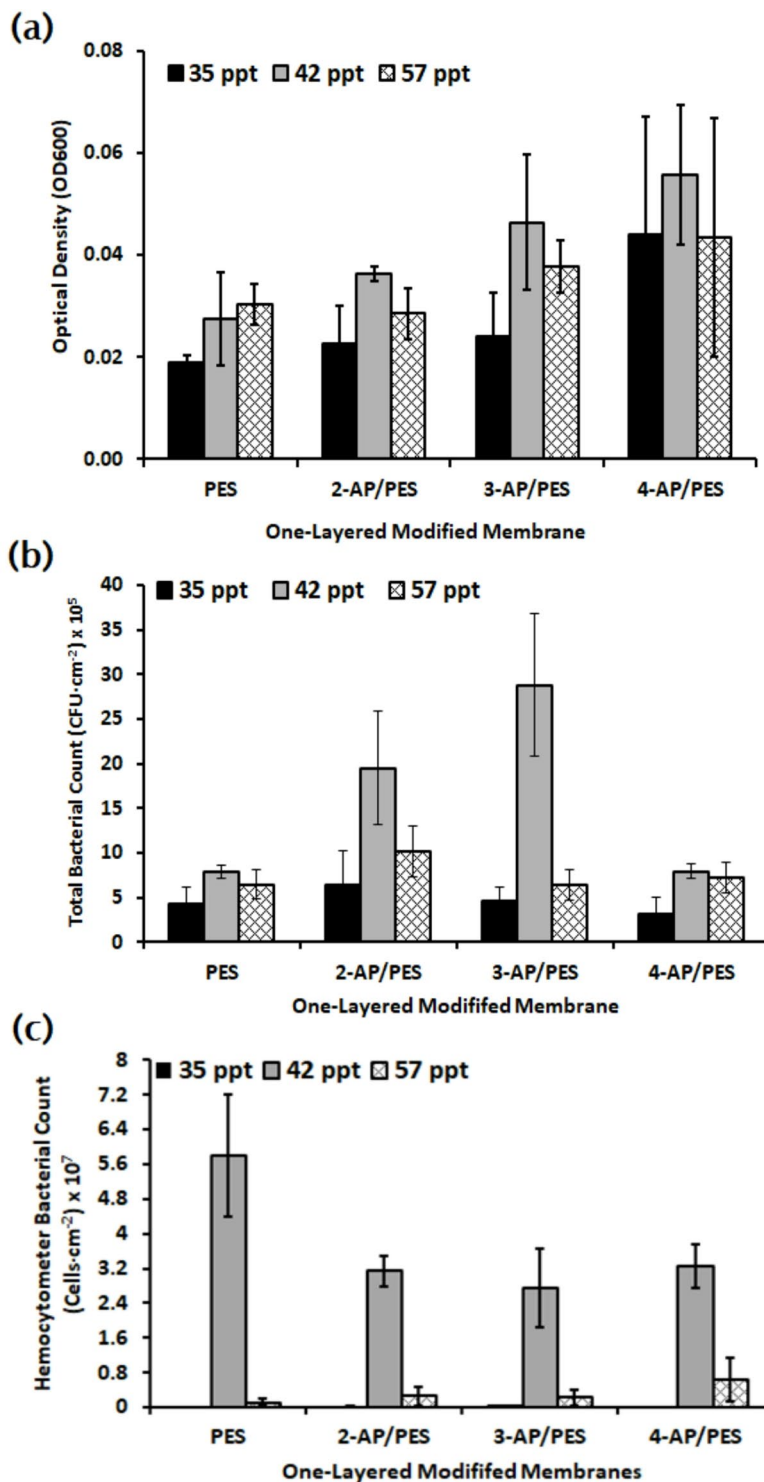 (a)
0.08
0.06
0.04
0.02
0.00
Optical Density (OD600)
35 ppt 42 ppt 57 ppt
PES 2-AP/PES 3-AP/PES 4-AP/PES
One-Layered Modified Membrane
(b)
40
35
30
25
20
15
10
5
0
Total Bacterial Count (CFU·cm⁻²) x 10⁵
35 ppt 42 ppt 57 ppt
PES 2-AP/PES 3-AP/PES 4-AP/PES
One-Layered Modififed Membrane
(c)
8
7.2
6.4
5.6
4.8
4
3.2
2.4
1.6
0.8
0
Hemocytometer Bacterial Count
(Cells·cm⁻²) x 10⁷
35 ppt 42 ppt 57 ppt
PES 2-AP/PES 3-AP/PES 4-AP/PES
One-Layered Modififed Membranes